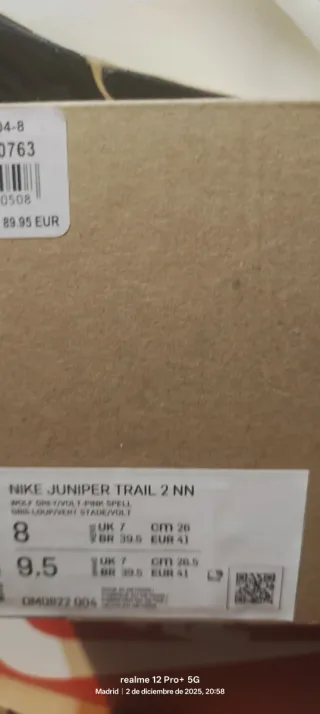 04-8
0763
0508
89.95 EUR
NIKE JUNIPER TRAIL 2 NN
WOLF GREY/VOLT-PINK SPELL
GRIS LOUP/VERT STADE/VOLT
8 UK 7 cm 26
BR 39.5 EUR 41
9.5 UK 7 cm 26.5
BR 39.5 EUR 41
DM0822 004
realme 12 Pro+ 5G
Madrid | 2 de diciembre de 2025, 20:58